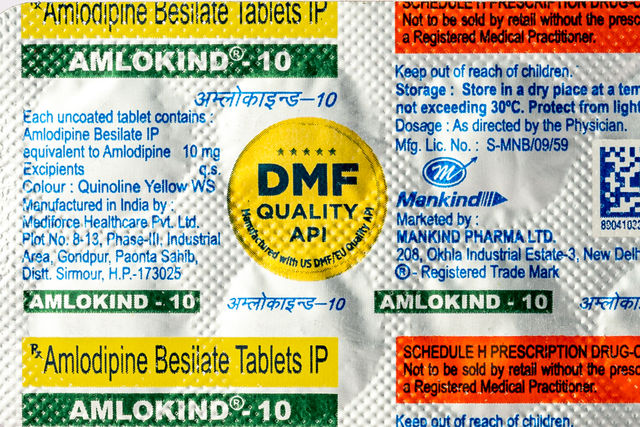 Rx Amlodipine Besilate Tablets IP
AMLOKIND®-10
अम्लोकाइन्ड-10
Each uncoated tablet contains :
Amlodipine Besilate IP
equivalent to Amlodipine 10 mg
Excipients q.s.
Colour : Quinoline Yellow WS
Manufactured in India by :
Mediforce Healthcare Pvt. Ltd.
Plot No. 8-13, Phase-III, Industrial
Area, Gondpur, Paonta Sahib,
Distt. Sirmour, H.P.-173025
DMF
QUALITY
API
Manufactured with US DMF/EU Quality API
SCHEDULE H PRESCRIPTION DRUG-
Not to be sold by retail without the
a Registered Medical Practitioner.
Keep out of reach of children.
Storage : Store in a dry place at a
not exceeding 30°C. Protect from
Dosage : As directed by the Physician.
Mfg. Lic. No. : S-MNB/09/59
m
Mankind
Marketed by :
MANKIND PHARMA LTD.
208, Okhla Industrial Estate-3, New
® - Registered Trade Mark
AMLOKIND - 10
अम्लोकाइन्ड-10
AMLOKIND - 10
Rx Amlodipine Besilate Tablets IP
AMLOKIND®-10
SCHEDULE H PRESCRIPTION DRUG-
Not to be sold by retail without the
a Registered Medical Practitioner.
Keep out of reach of children.